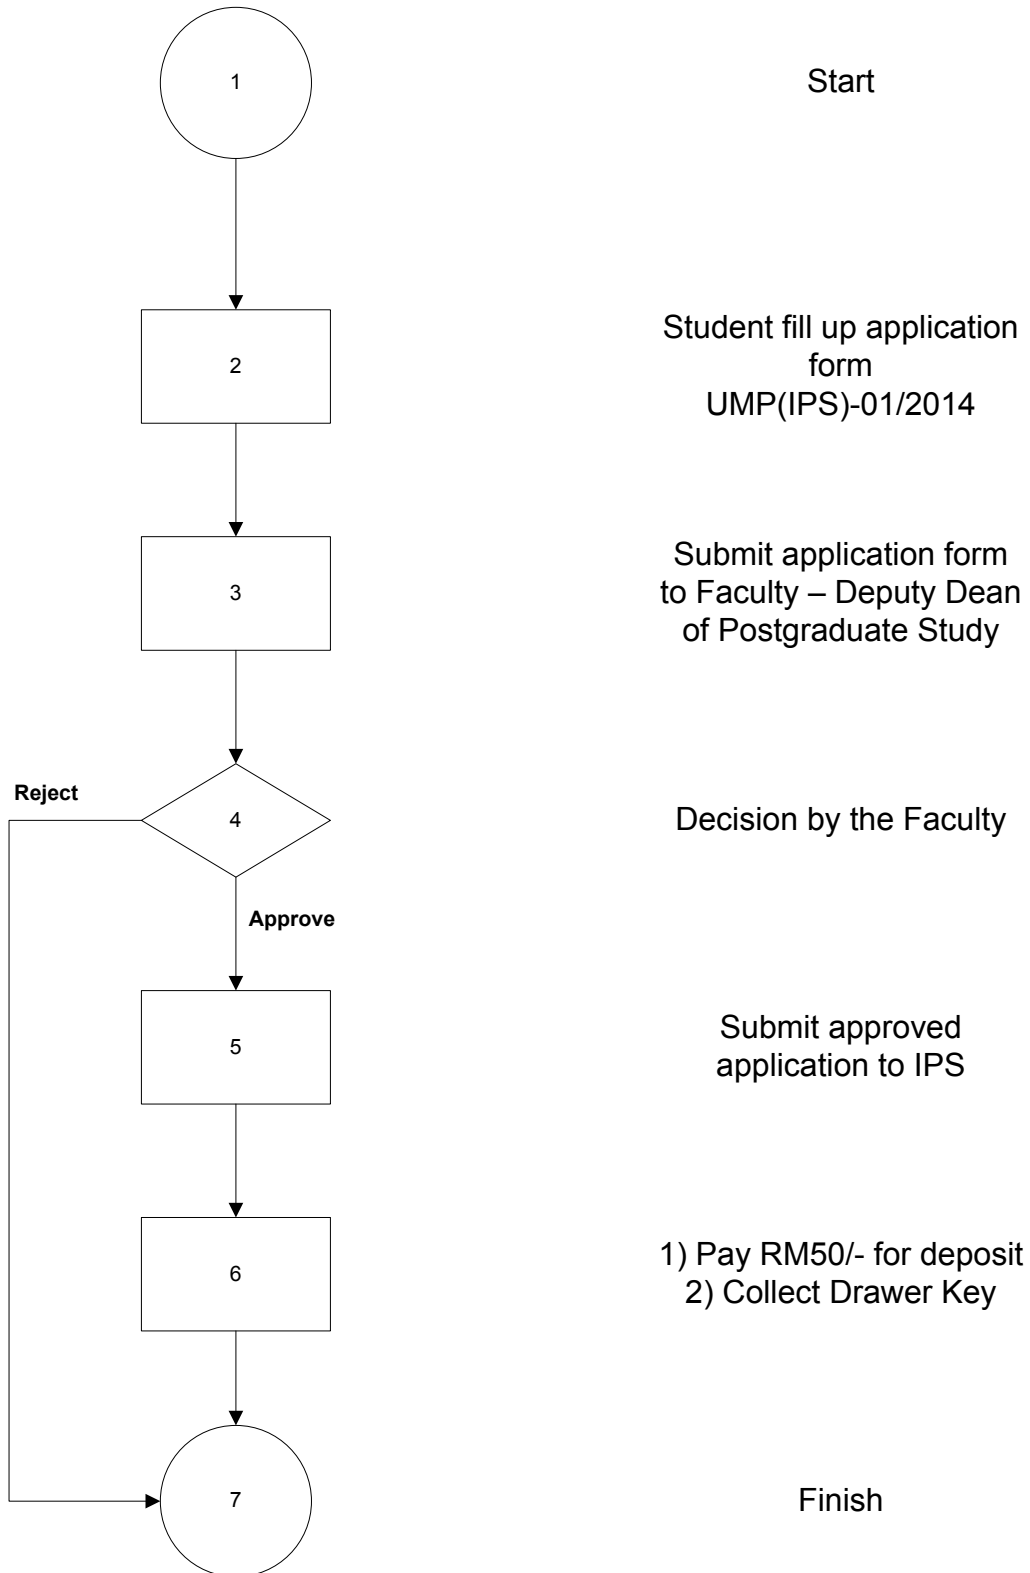 1
Start
2
Student fill up application
form
UMP(IPS)-01/2014
3
Submit application form
to Faculty – Deputy Dean
of Postgraduate Study
Reject
4
Decision by the Faculty
Approve
5
Submit approved
application to IPS
6
1) Pay RM50/- for deposit
2) Collect Drawer Key
7
Finish